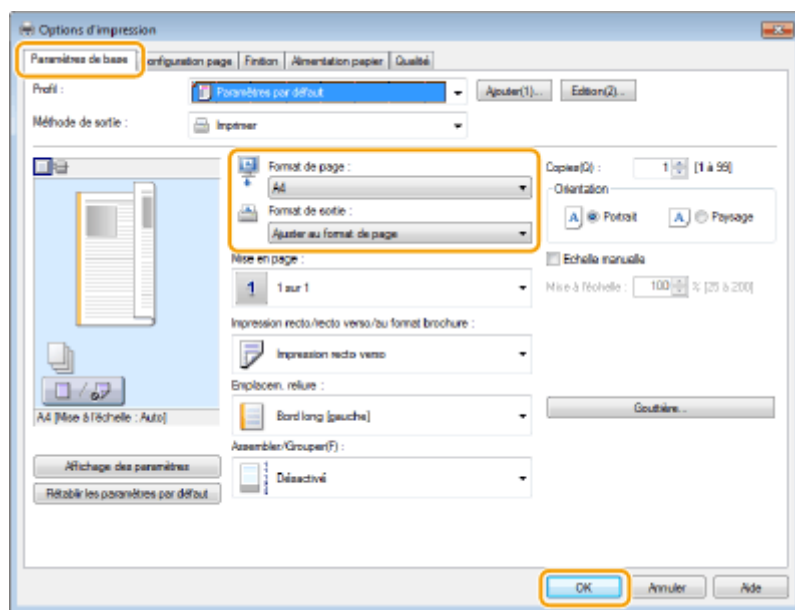 Options d'impression
Paramètres de base onfiguration page Finition Alimentation papier Qualité
Profil : Paramètres par défaut Ajouter(1)... Edition(2)...
Méthode de sortie : Imprimer
Format de page :
A4
Format de sortie :
Ajuster au format de page
Copies(Q) : 1 [1 à 99]
Orientation
A Portrait A Paysage
Mise en page :
1 1 sur 1
Echelle manuelle
Mise à l'échelle : 100 % [25 à 200]
Impression recto/recto verso/au format brochure :
Impression recto verso
Emplacem. reliure :
Bord long [gauche]
Gouttière...
A4 [Mise à l'échelle : Auto]
Assembler/Grouper(F) :
Désactivé
Affichage des paramètres
Rétablir les paramètres par défaut
OK Annuler Aide